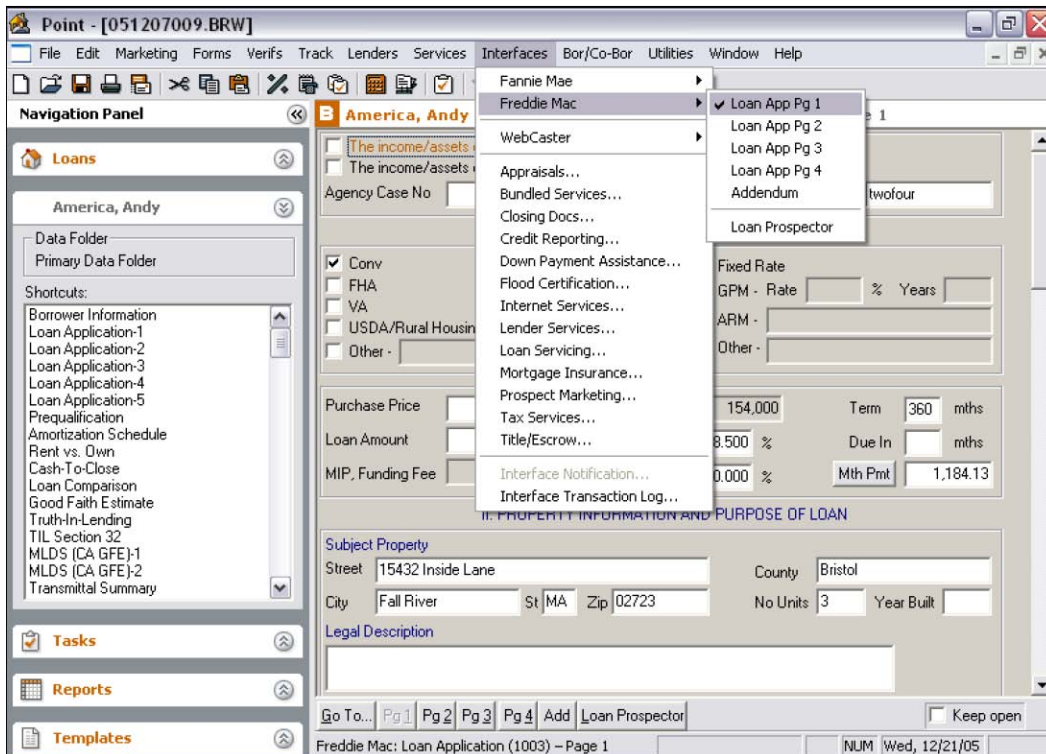 Point - [051207009.BRW]
File Edit Marketing Forms Verifs Track Lenders Services Interfaces Bor/Co-Bor Utilities Window Help
Navigation Panel
Loans
America, Andy
Data Folder
Primary Data Folder
Shortcuts:
Borrower Information
Loan Application-1
Loan Application-2
Loan Application-3
Loan Application-4
Loan Application-5
Prequalification
Amortization Schedule
Rent vs. Own
Cash-To-Close
Loan Comparison
Good Faith Estimate
Truth-In-Lending
TIL Section 32
MLDS (CA GFE)-1
MLDS (CA GFE)-2
Transmittal Summary
Tasks
Reports
Templates
B America, Andy
1
The income/assets
The income/assets
Agency Case No
twofour
Conv
FHA
VA
USDA/Rural Housin
Other -
Fixed Rate
GPM - Rate % Years
ARM -
Other -
Purchase Price 154,000 Term 360 mths
Loan Amount 8.500 % Due In mths
MIP, Funding Fee 0.000 % Mth Pmt 1,184.13
II. PROPERTY INFORMATION AND PURPOSE OF LOAN
Subject Property
Street 15432 Inside Lane County Bristol
City Fall River St MA Zip 02723 No Units 3 Year Built
Legal Description
Fannie Mae
Freddie Mac
WebCaster
Appraisals...
Bundled Services...
Closing Docs...
Credit Reporting...
Down Payment Assistance...
Flood Certification...
Internet Services...
Lender Services...
Loan Servicing...
Mortgage Insurance...
Prospect Marketing...
Tax Services...
Title/Escrow...
Interface Notification...
Interface Transaction Log...
Loan App Pg 1
Loan App Pg 2
Loan App Pg 3
Loan App Pg 4
Addendum
Loan Prospector
Go To... Pg 1 Pg 2 Pg 3 Pg 4 Add Loan Prospector Keep open
Freddie Mac: Loan Application (1003) – Page 1 NUM Wed, 12/21/05